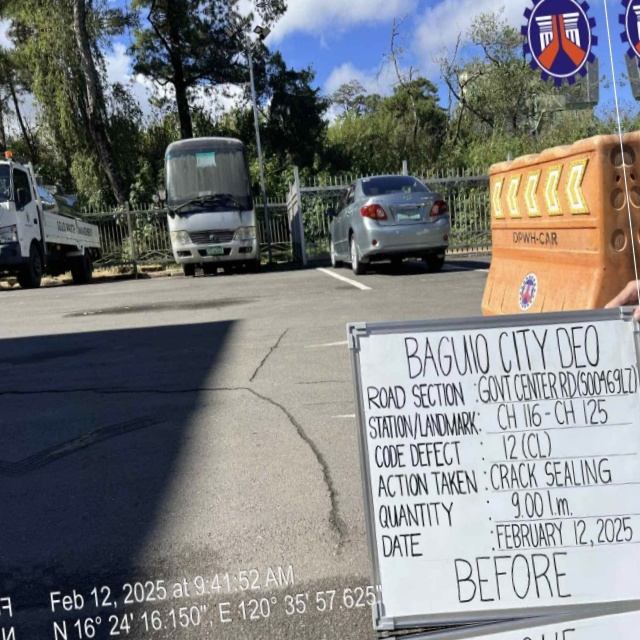 DPWH-CAR
BAGUIO CITY DEO
ROAD SECTION : GOVT CENTER RD(S00469LZ)
STATION/LANDMARK: CH 116 - CH 125
CODE DEFECT : 12 (CL)
ACTION TAKEN : CRACK SEALING
QUANTITY : 9.00 l.m.
DATE : FEBRUARY 12, 2025
BEFORE
Feb 12, 2025 at 9:41:52 AM
N 16° 24' 16.150", E 120° 35' 57.625"